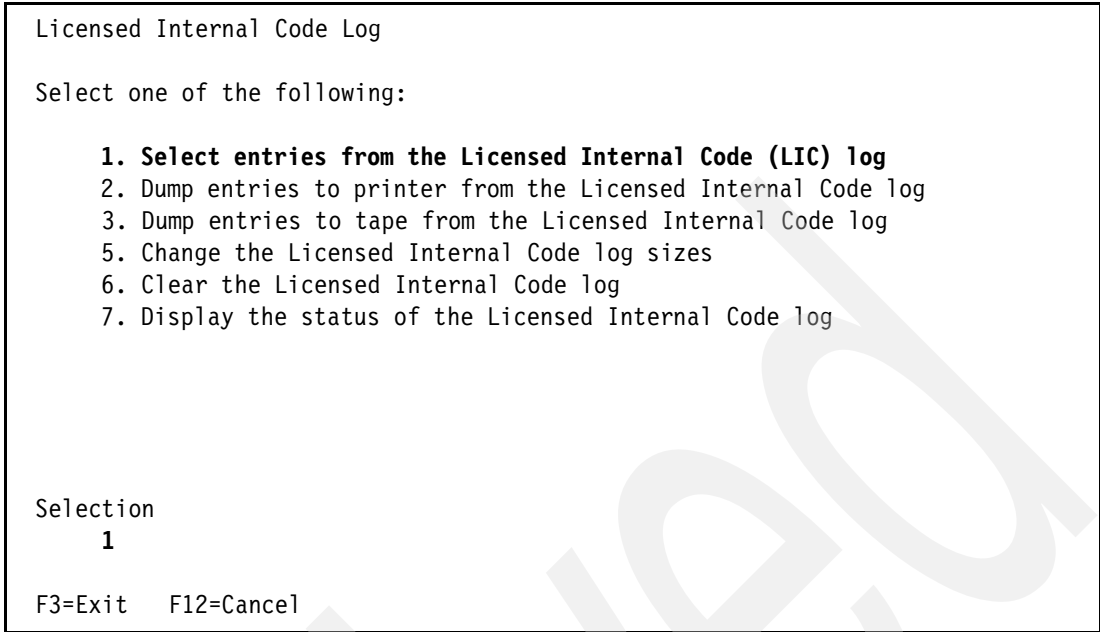 Licensed Internal Code Log
Select one of the following:
1. Select entries from the Licensed Internal Code (LIC) log
2. Dump entries to printer from the Licensed Internal Code log
3. Dump entries to tape from the Licensed Internal Code log
5. Change the Licensed Internal Code log sizes
6. Clear the Licensed Internal Code log
7. Display the status of the Licensed Internal Code log
Selection
1
F3=Exit F12=Cancel